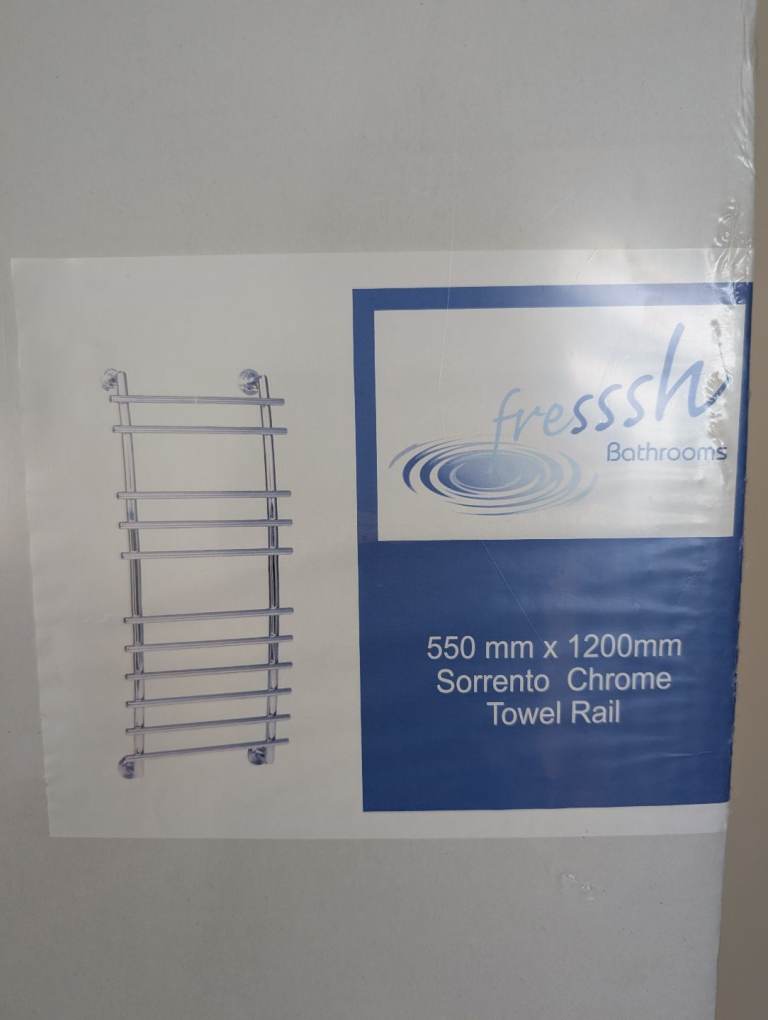 fresssh
Bathrooms
550 mm x 1200mm
Sorrento Chrome
Towel Rail